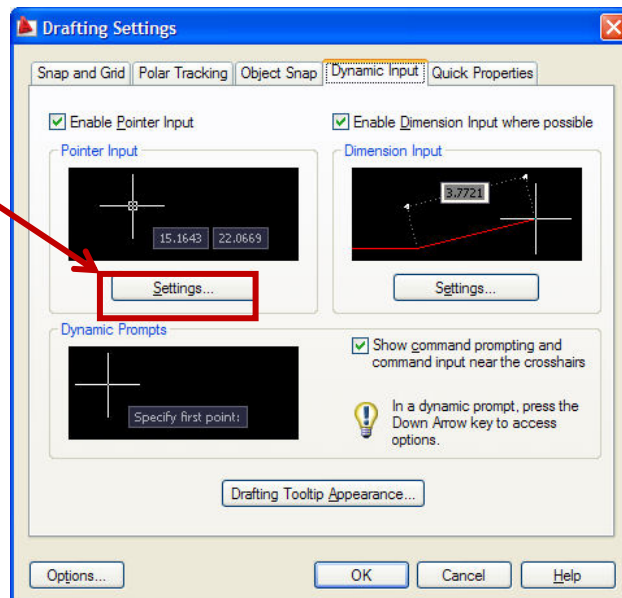 Drafting Settings
Snap and Grid Polar Tracking Object Snap Dynamic Input Quick Properties
Enable Pointer Input
Enable Dimension Input where possible
Pointer Input
Dimension Input
15.1643 22.0669
3.7721
Settings...
Settings...
Dynamic Prompts
Specify first point:
Show command prompting and
command input near the crosshairs
In a dynamic prompt, press the
Down Arrow key to access
options.
Drafting Tooltip Appearance...
Options...
OK
Cancel
Help